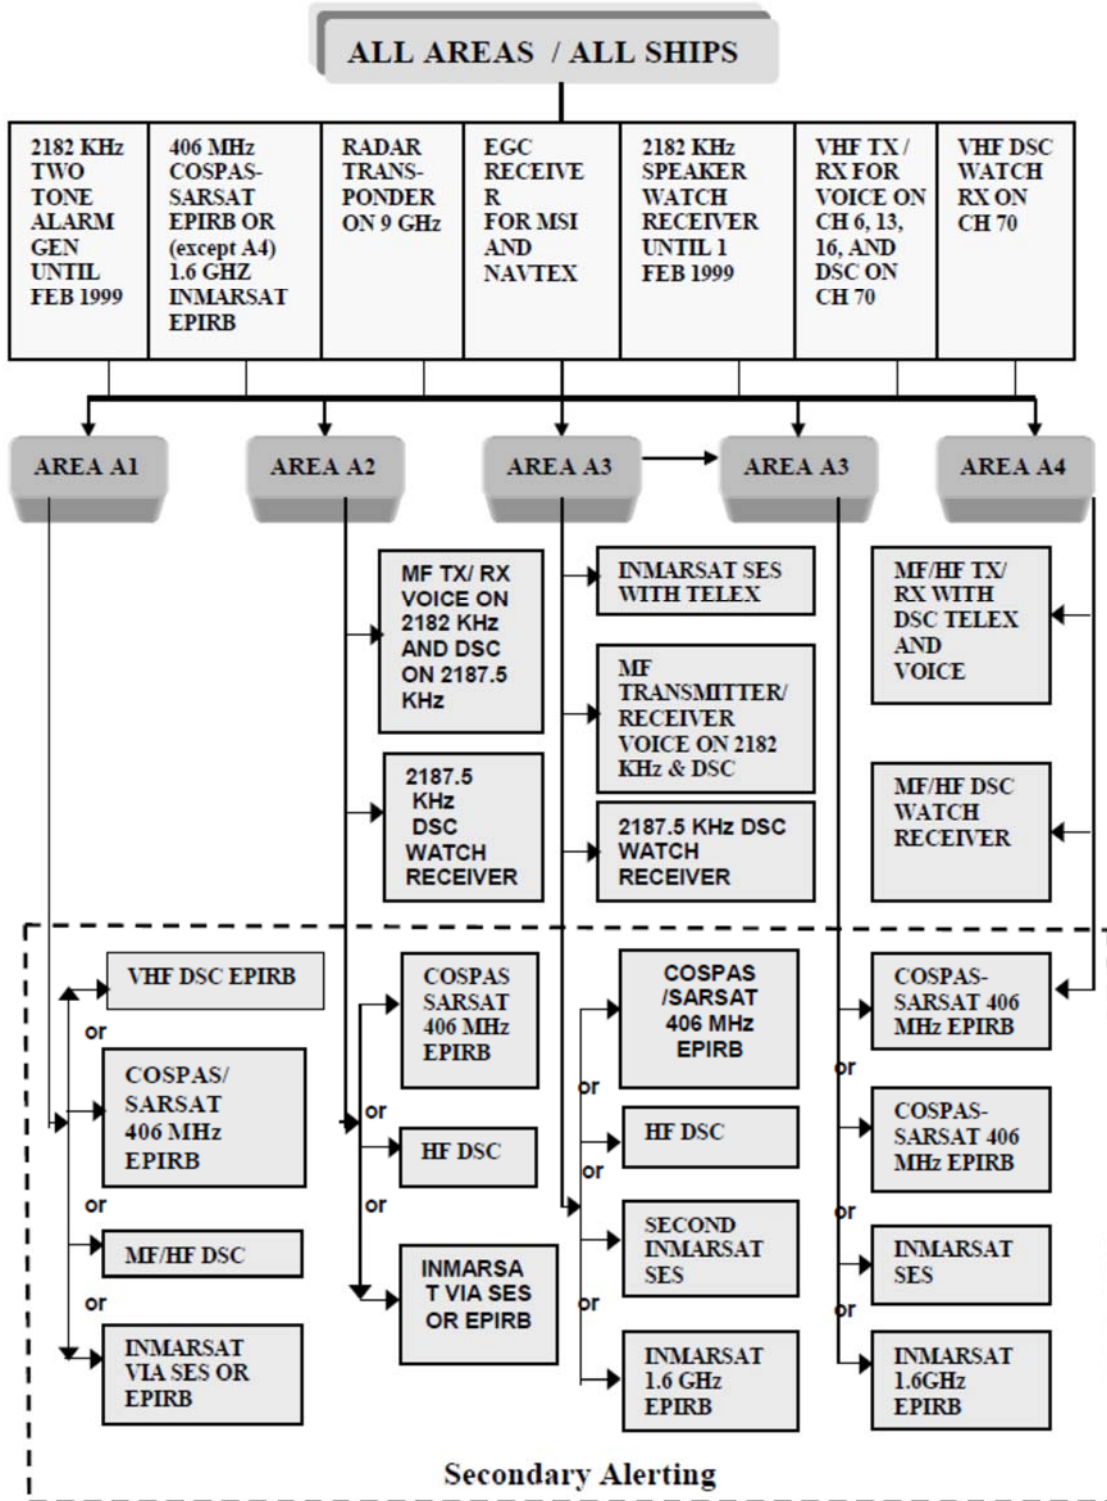 ALL AREAS / ALL SHIPS
2182 KHz
TWO
TONE
ALARM
GEN
UNTIL
FEB 1999
406 MHz
COSPAS-
SARSAT
EPIRB OR
(except A4)
1.6 GHZ
INMARSAT
EPIRB
RADAR
TRANS-
PONDER
ON 9 GHz
EGC
RECEIVE
R
FOR MSI
AND
NAVTEX
2182 KHz
SPEAKER
WATCH
RECEIVER
UNTIL 1
FEB 1999
VHF TX /
RX FOR
VOICE ON
CH 6, 13,
16, AND
DSC ON
CH 70
VHF DSC
WATCH
RX ON
CH 70
AREA A1
AREA A2
AREA A3
AREA A3
AREA A4
MF TX/ RX
VOICE ON
2182 KHz
AND DSC
ON 2187.5
KHz
2187.5
KHz
DSC
WATCH
RECEIVER
INMARSAT SES
WITH TELEX
MF
TRANSMITTER/
RECEIVER
VOICE ON 2182
KHz & DSC
2187.5 KHz DSC
WATCH
RECEIVER
MF/HF TX/
RX WITH
DSC TELEX
AND
VOICE
MF/HF DSC
WATCH
RECEIVER
VHF DSC EPIRB
or
COSPAS/
SARSAT
406 MHz
EPIRB
or
MF/HF DSC
or
INMARSAT
VIA SES OR
EPIRB
COSPAS
SARSAT
406 MHz
EPIRB
or
HF DSC
or
INMARSA
T VIA SES
OR EPIRB
COSPAS
/SARSAT
406 MHz
EPIRB
or
HF DSC
or
SECOND
INMARSAT
SES
or
INMARSAT
1.6 GHz
EPIRB
COSPAS-
SARSAT 406
MHz EPIRB
or
COSPAS-
SARSAT 406
MHz EPIRB
or
INMARSAT
SES
or
INMARSAT
1.6GHz
EPIRB
Secondary Alerting